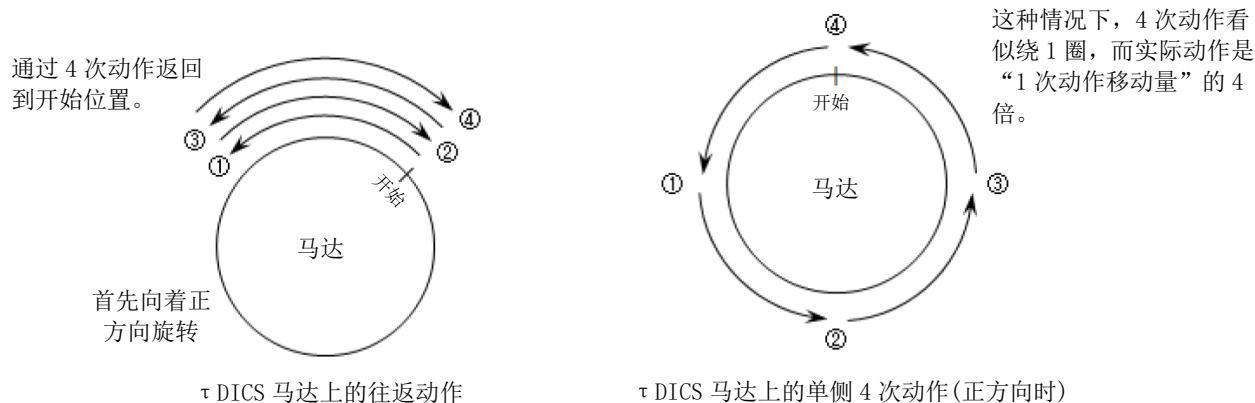 通过 4 次动作返回
到开始位置。
③
④
①
②
开始
马达
首先向着正
方向旋转
τ DICS 马达上的往返动作
④
这种情况下，4 次动作看
似绕 1 圈，而实际动作是
“1 次动作移动量”的 4
倍。
开始
①
马达
③
②
τ DICS 马达上的单侧 4 次动作(正方向时)